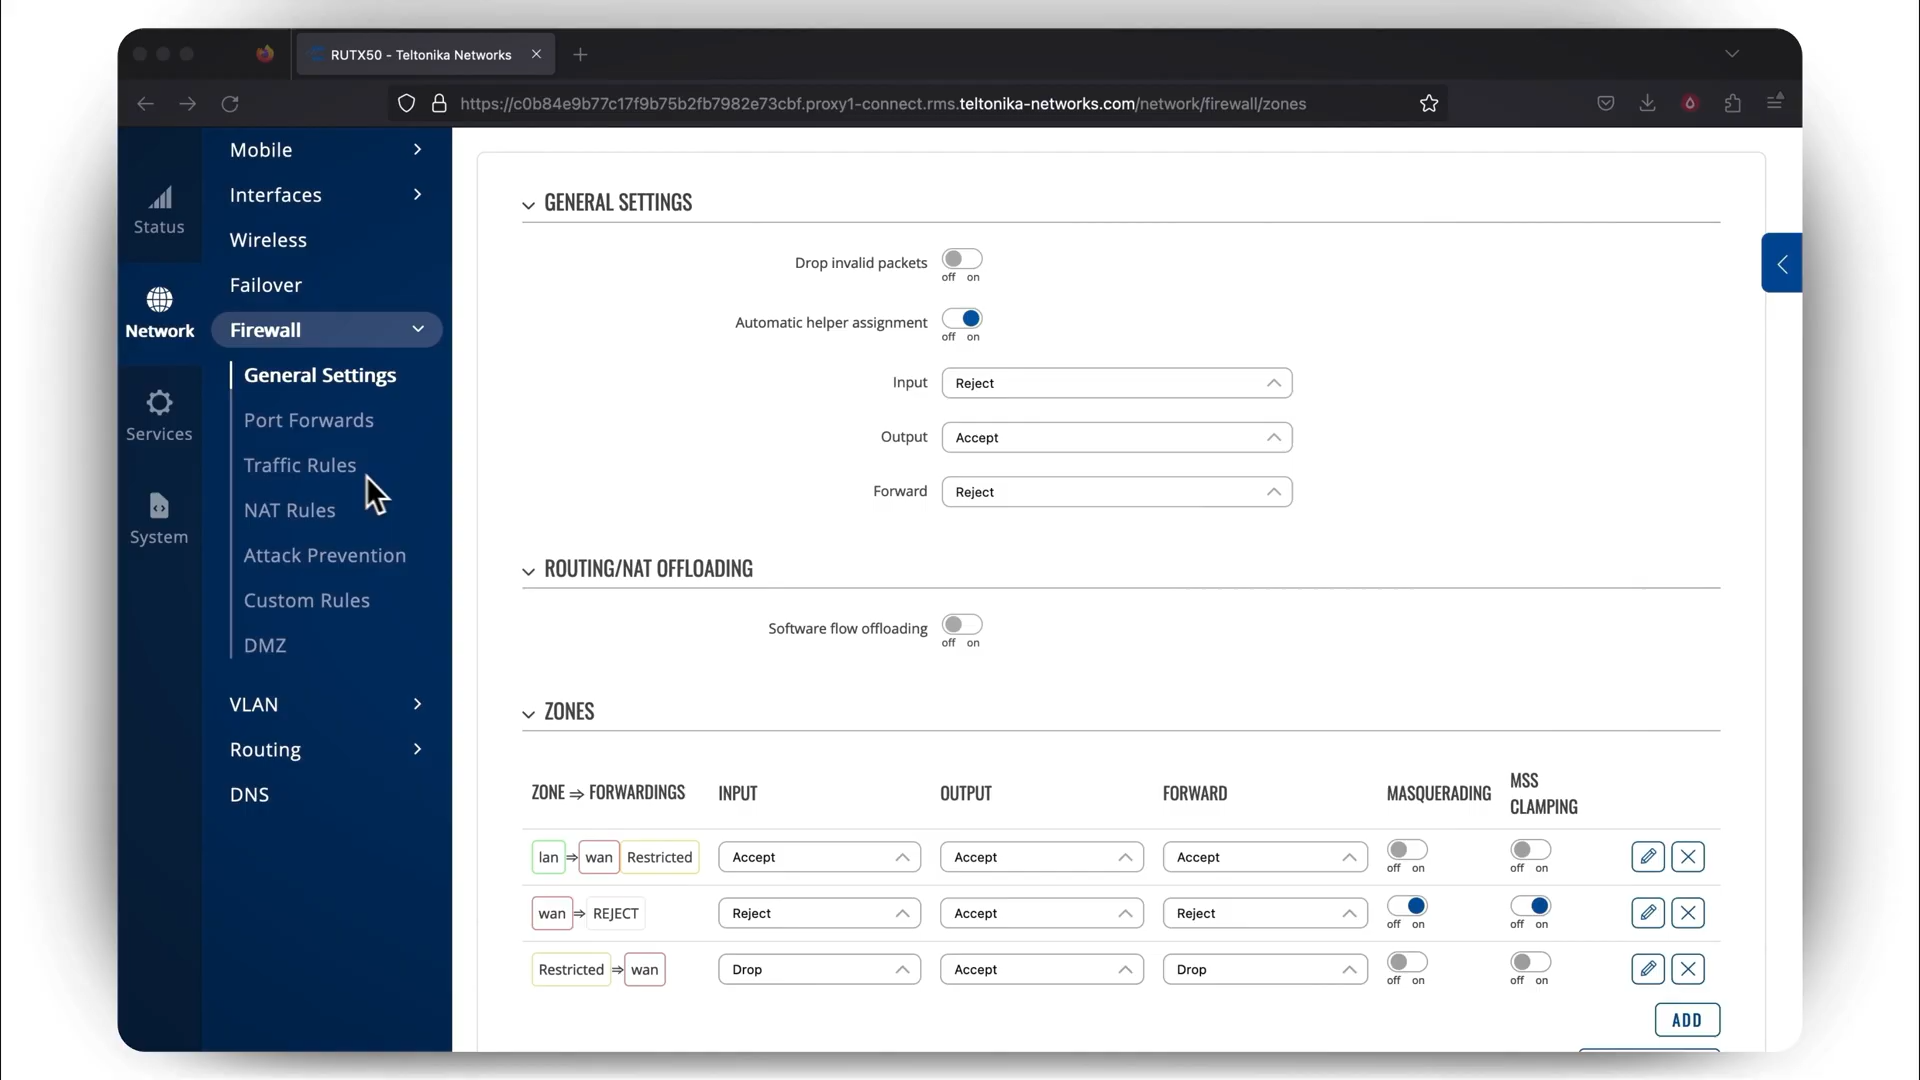 RUTX50 - Teltonika Networks
https://c0b84e9b77c17f9b75b2fb7982e73cbf.proxy1-connect.rms.teltonika-networks.com/network/firewall/zones
Status
Network
Services
System
Mobile
Interfaces
Wireless
Failover
Firewall
General Settings
Port Forwards
Traffic Rules
NAT Rules
Attack Prevention
Custom Rules
DMZ
VLAN
Routing
DNS
GENERAL SETTINGS
Drop invalid packets
off on
Automatic helper assignment
off on
Input Reject
Output Accept
Forward Reject
ROUTING/NAT OFFLOADING
Software flow offloading
off on
ZONES
ZONE ⇒ FORWARDINGS INPUT OUTPUT FORWARD MASQUERADING MSS CLAMPING
lan ⇒ wan Restricted Accept Accept Accept off on off on
wan ⇒ REJECT Reject Accept Reject off on off on
Restricted ⇒ wan Drop Accept Drop off on off on
ADD